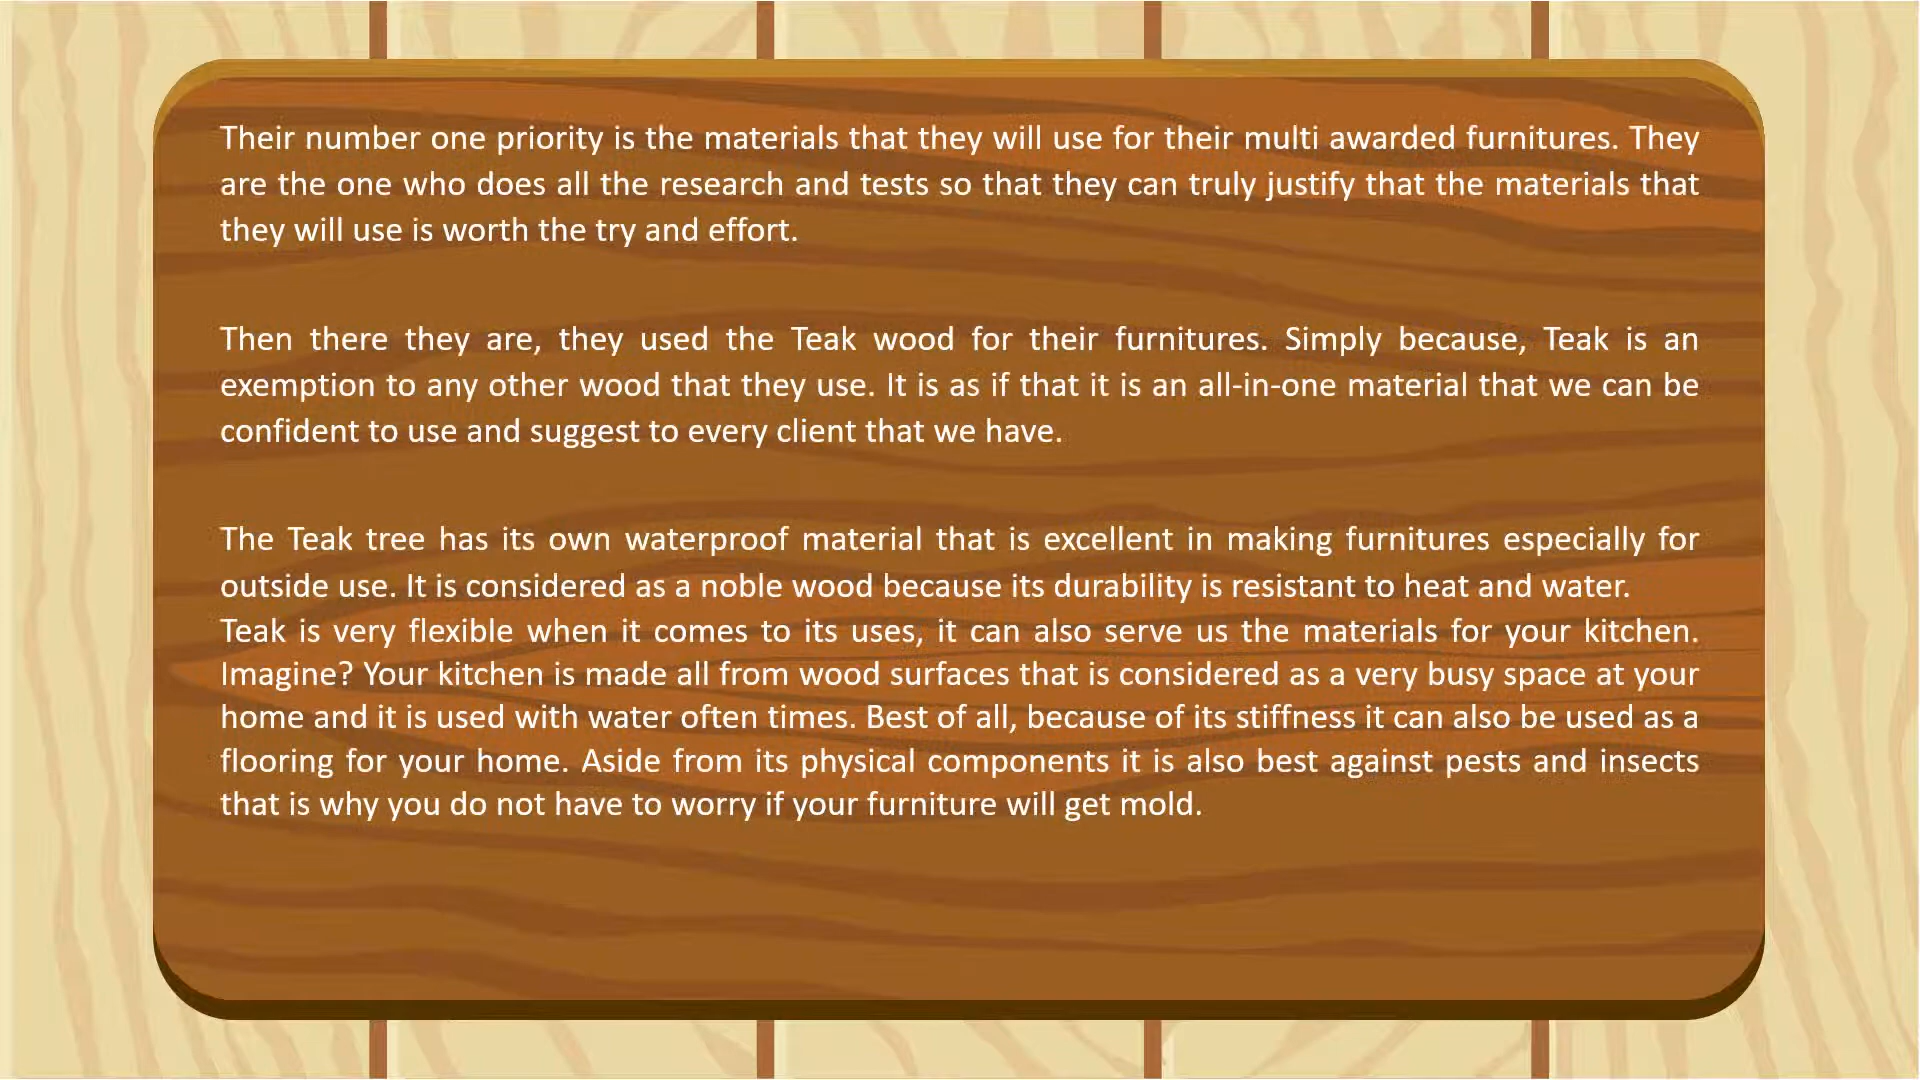 Their number one priority is the materials that they will use for their multi awarded furnitures. They
are the one who does all the research and tests so that they can truly justify that the materials that
they will use is worth the try and effort.
Then there they are, they used the Teak wood for their furnitures. Simply because, Teak is an
exemption to any other wood that they use. It is as if that it is an all-in-one material that we can be
confident to use and suggest to every client that we have.
The Teak tree has its own waterproof material that is excellent in making furnitures especially for
outside use. It is considered as a noble wood because its durability is resistant to heat and water.
Teak is very flexible when it comes to its uses, it can also serve us the materials for your kitchen.
Imagine? Your kitchen is made all from wood surfaces that is considered as a very busy space at your
home and it is used with water often times. Best of all, because of its stiffness it can also be used as a
flooring for your home. Aside from its physical components it is also best against pests and insects
that is why you do not have to worry if your furniture will get mold.